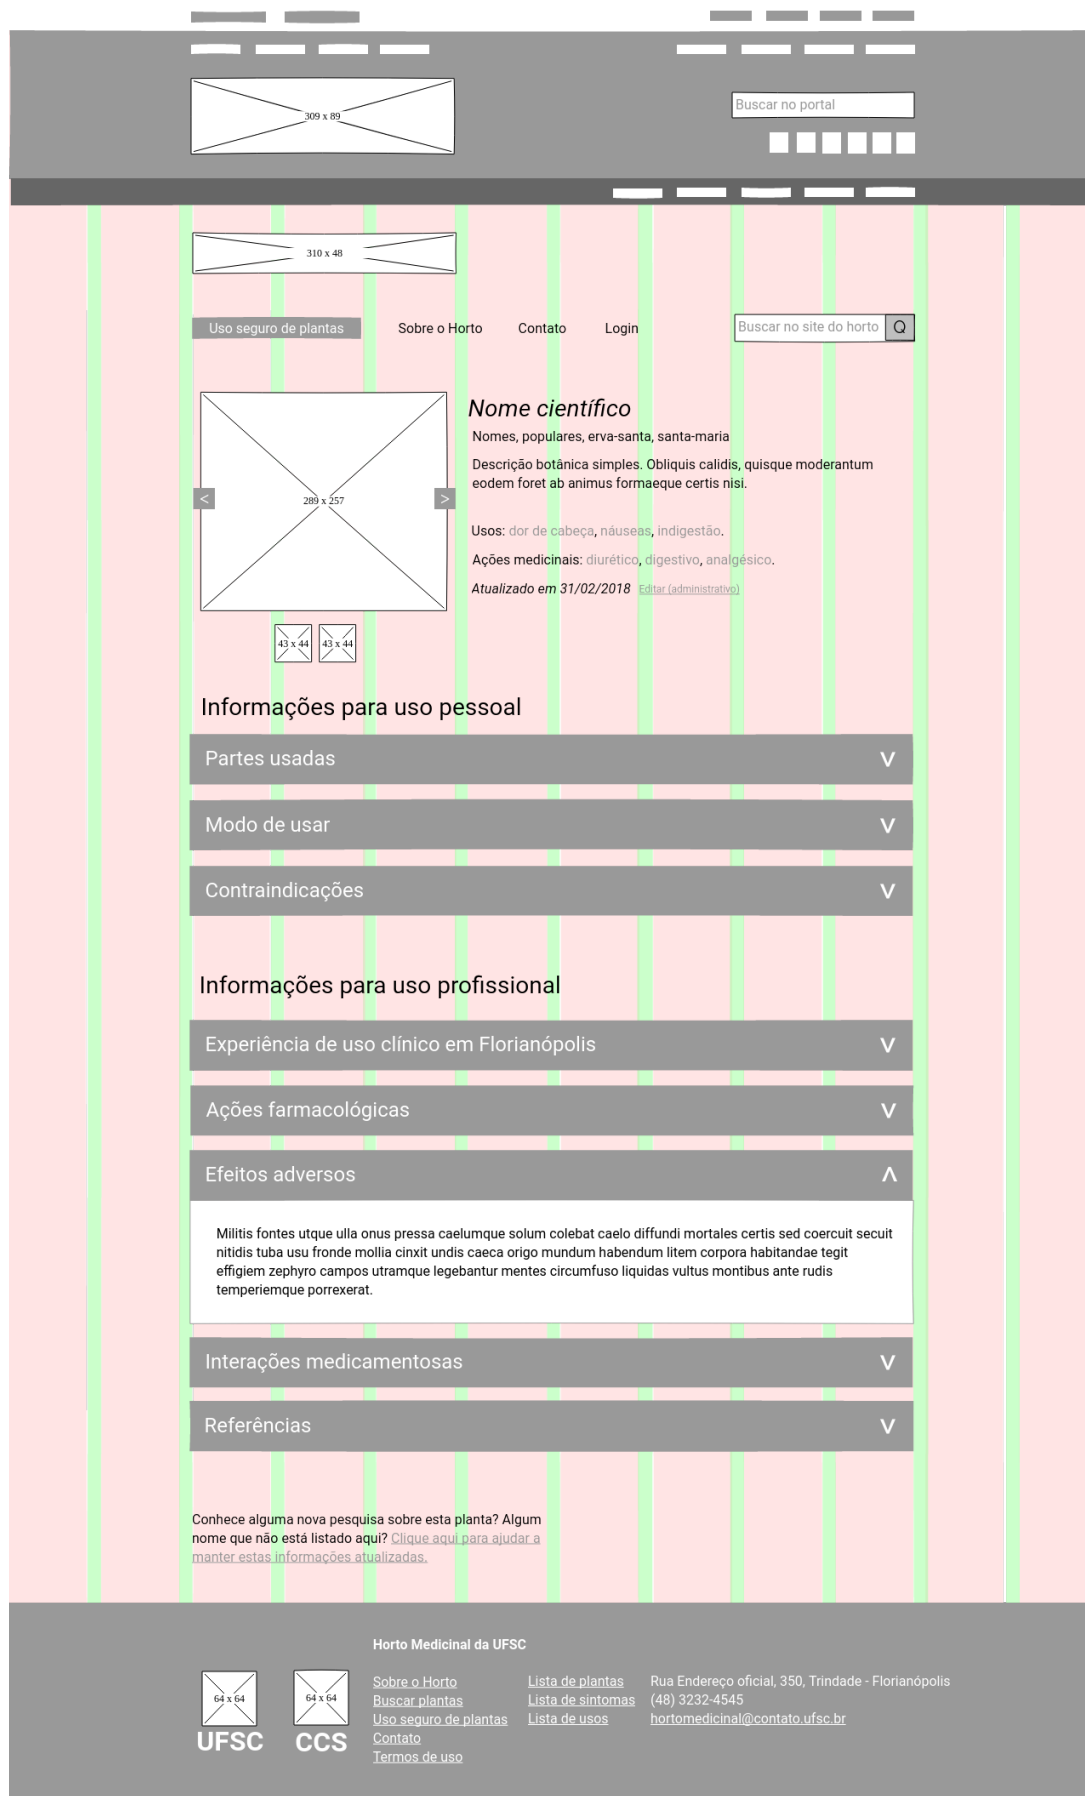 309 x 89
Buscar no portal
310 x 48
Uso seguro de plantas
Sobre o Horto
Contato
Login
Buscar no site do horto
Q
Nome científico
Nomes, populares, erva-santa, santa-maria
Descrição botânica simples. Obliquis calidis, quisque moderantum
eodem foret ab animus formaeque certis nisi.
<
289 x 257
>
Usos: dor de cabeça, náuseas, indigestão.
Ações medicinais: diurético, digestivo, analgésico.
Atualizado em 31/02/2018 Editar (administrativo)
43 x 44
43 x 44
Informações para uso pessoal
Partes usadas V
Modo de usar V
Contraindicações V
Informações para uso profissional
Experiência de uso clínico em Florianópolis V
Ações farmacológicas V
Efeitos adversos
Militis fontes utque ulla onus pressa caelumque solum colebat caelo diffundi mortales certis sed coercuit secuit
nitidis tuba usu fronde mollia cinxit undis caeca origo mundum habendum litem corpora habitandae tegit
effigiem zephyro campos utramque legebantur mentes circumfuso liquidas vultus montibus ante rudis
temperiemque porrexerat.
Interações medicamentosas V
Referências V
Conhece alguma nova pesquisa sobre esta planta? Algum
nome que não está listado aqui? Clique aqui para ajudar a
manter estas informações atualizadas.
64 x 64
UFSC
64 x 64
CCS
Horto Medicinal da UFSC
Sobre o Horto
Buscar plantas
Uso seguro de plantas
Contato
Termos de uso
Lista de plantas
Lista de sintomas
Lista de usos
Rua Endereço oficial, 350, Trindade - Florianópolis
(48) 3232-4545
hortomedicinal@contato.ufsc.br